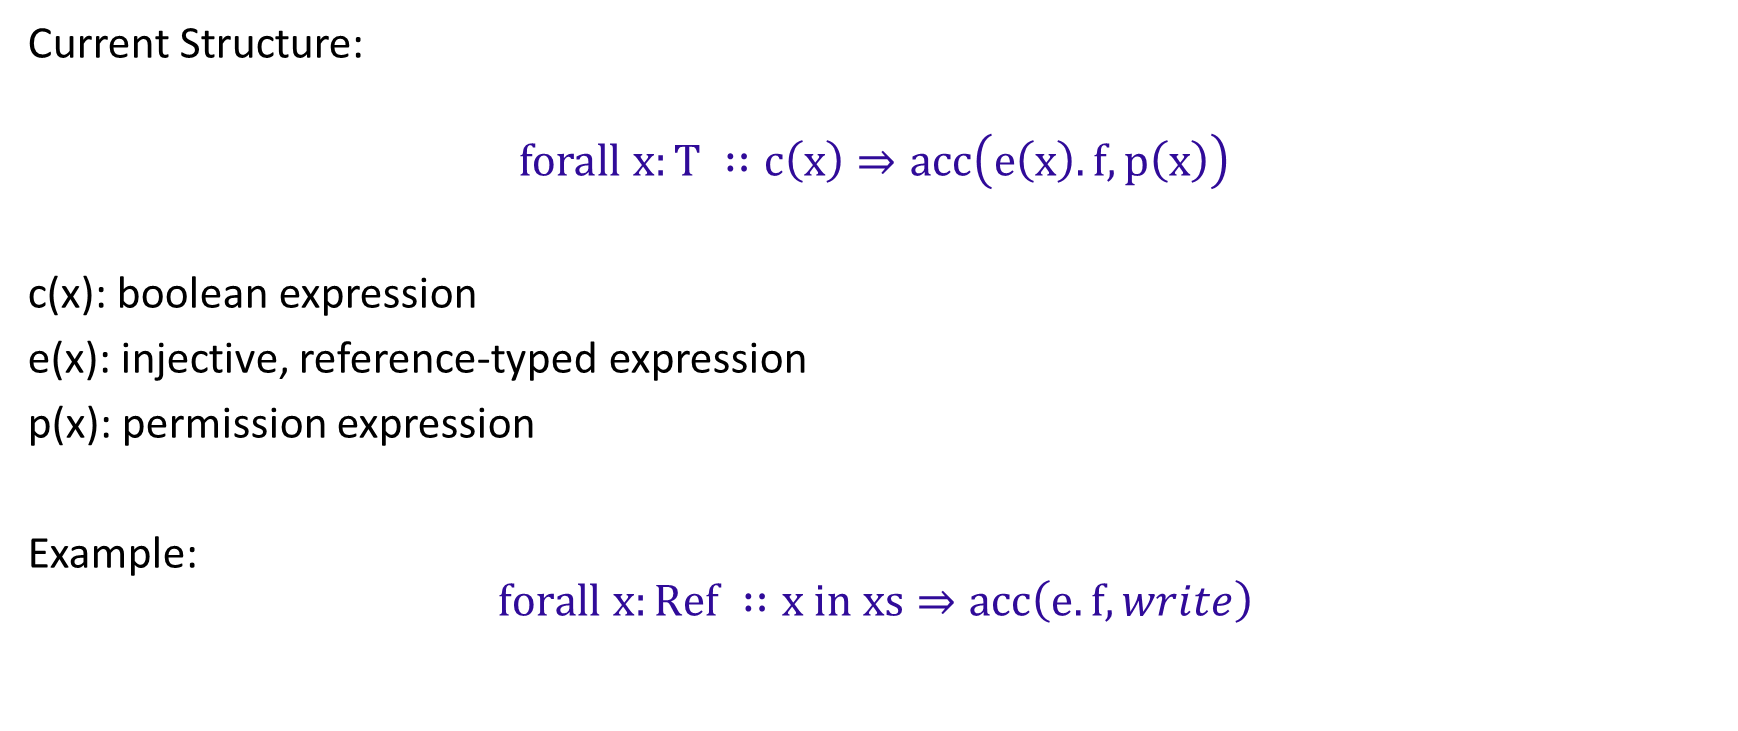 Current Structure:
forall x: T :: c(x) ⇒ acc(e(x). f, p(x))
c(x): boolean expression
e(x): injective, reference-typed expression
p(x): permission expression
Example:
forall x: Ref :: x in xs ⇒ acc(e. f, write)